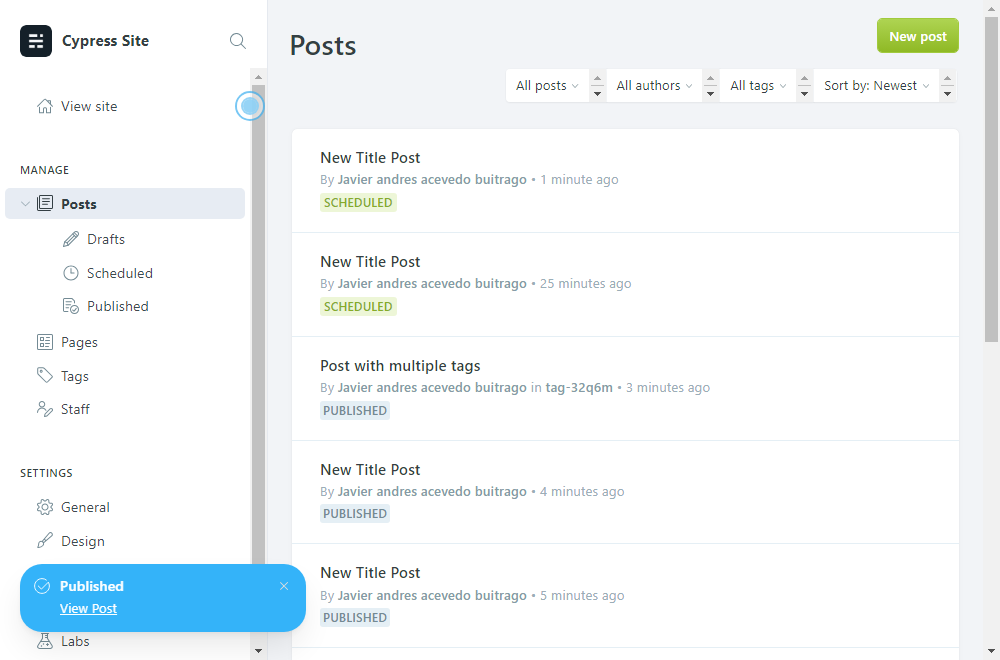 Cypress Site
View site
MANAGE
Posts
Drafts
Scheduled
Published
Pages
Tags
Staff
SETTINGS
General
Design
Published
View Post
Labs
Posts
New post
All posts
All authors
All tags
Sort by: Newest
New Title Post
By Javier andres acevedo buitrago • 1 minute ago
SCHEDULED
New Title Post
By Javier andres acevedo buitrago • 25 minutes ago
SCHEDULED
Post with multiple tags
By Javier andres acevedo buitrago in tag-32q6m • 3 minutes ago
PUBLISHED
New Title Post
By Javier andres acevedo buitrago • 4 minutes ago
PUBLISHED
New Title Post
By Javier andres acevedo buitrago • 5 minutes ago
PUBLISHED